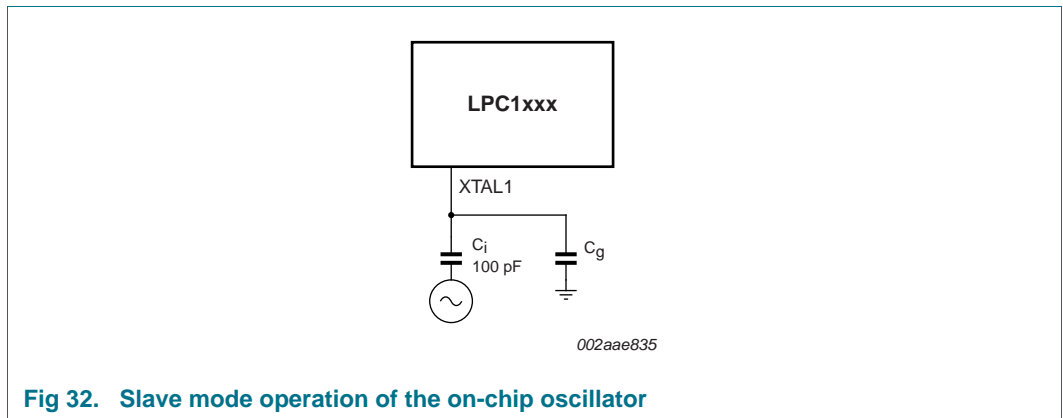 LPC1xxx
XTAL1
Ci
100 pF
Cg
002aae835
Fig 32. Slave mode operation of the on-chip oscillator